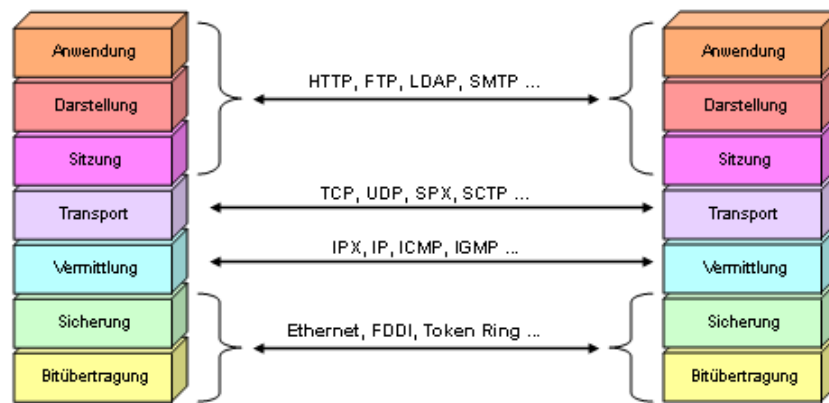 Anwendung
Darstellung
Sitzung
Transport
Vermittlung
Sicherung
Bitübertragung
HTTP, FTP, LDAP, SMTP ...
TCP, UDP, SPX, SCTP ...
IPX, IP, ICMP, IGMP ...
Ethernet, FDDI, Token Ring ...
Anwendung
Darstellung
Sitzung
Transport
Vermittlung
Sicherung
Bitübertragung